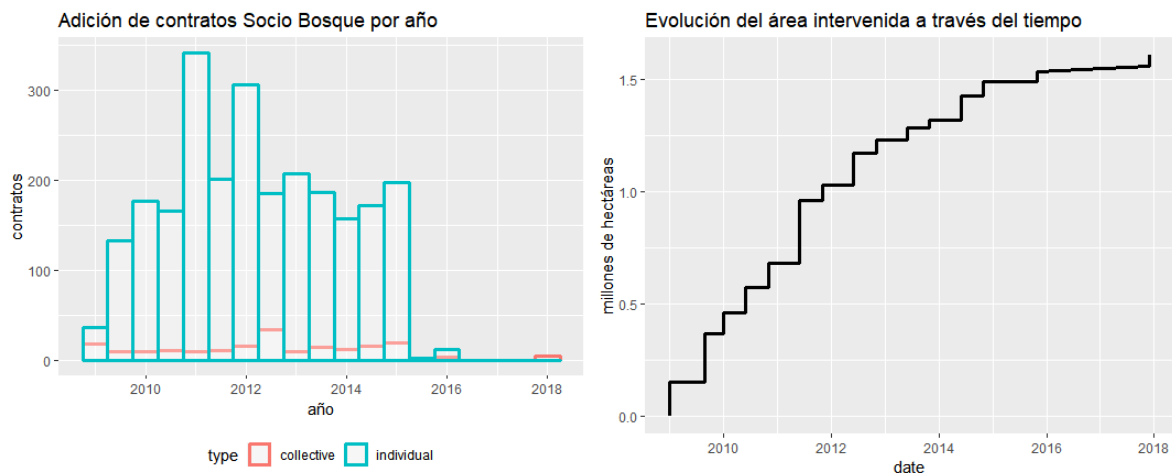 Adición de contratos Socio Bosque por año
contratos
300
200
100
0
2010
2012
2014
2016
2018
año
type
collective
individual
Evolución del área intervenida a través del tiempo
millones de hectáreas
1.5
1.0
0.5
0.0
2010
2012
2014
2016
2018
date